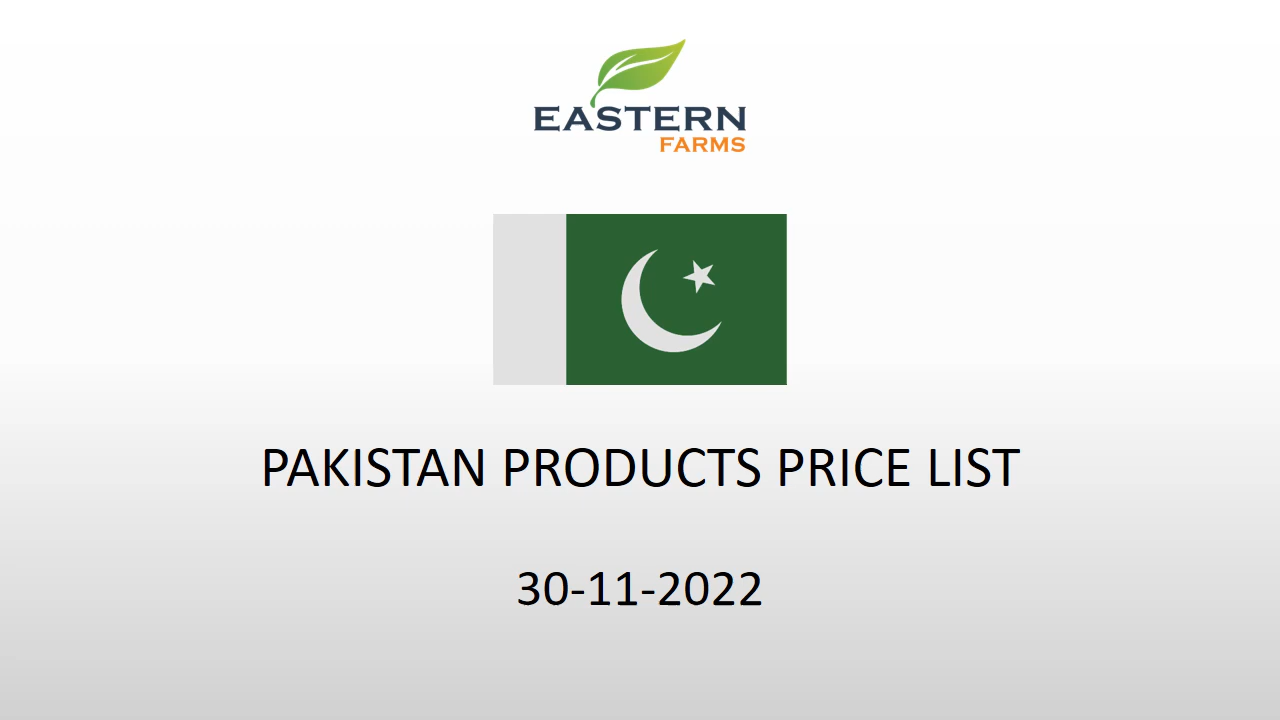 EASTERN
FARMS
PAKISTAN PRODUCTS PRICE LIST
30-11-2022